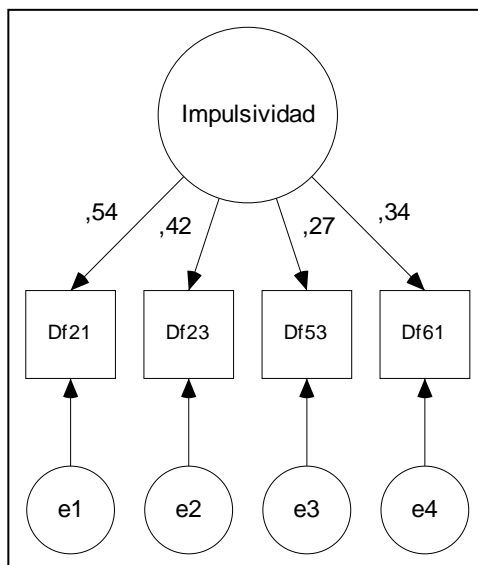 Impulsividad
,54
,42
,27
,34
Df21
Df23
Df53
Df61
e1
e2
e3
e4